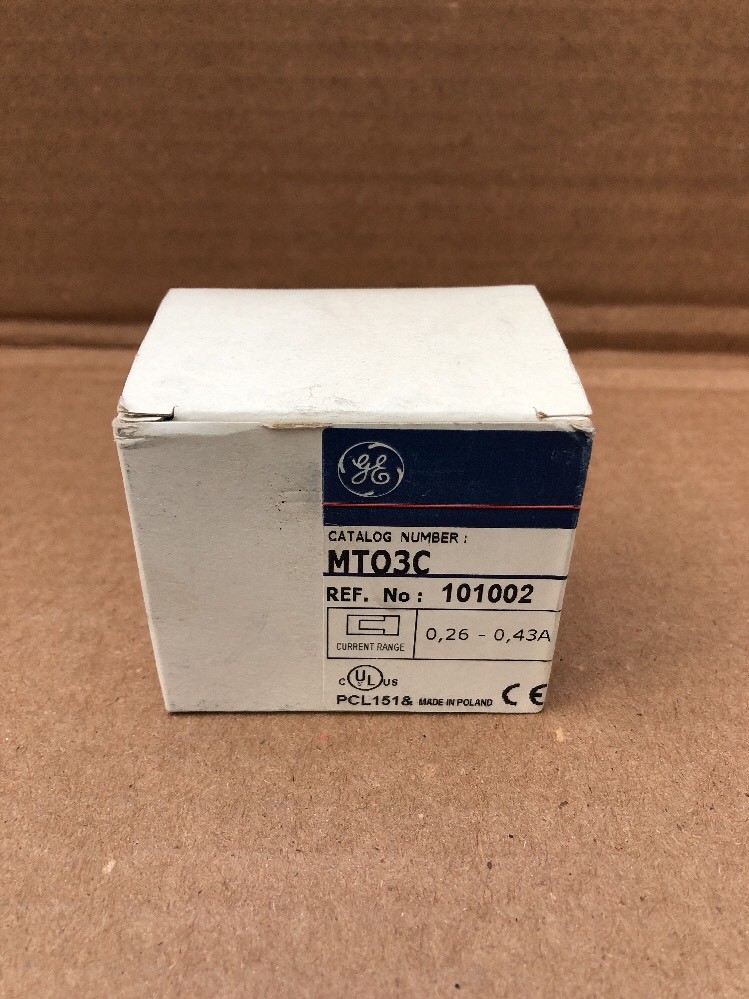 GE
CATALOG NUMBER :
MT03C
REF. No : 101002
CURRENT RANGE
0,26 - 0,43A
C UL US
PCL1518 MADE IN POLAND CE